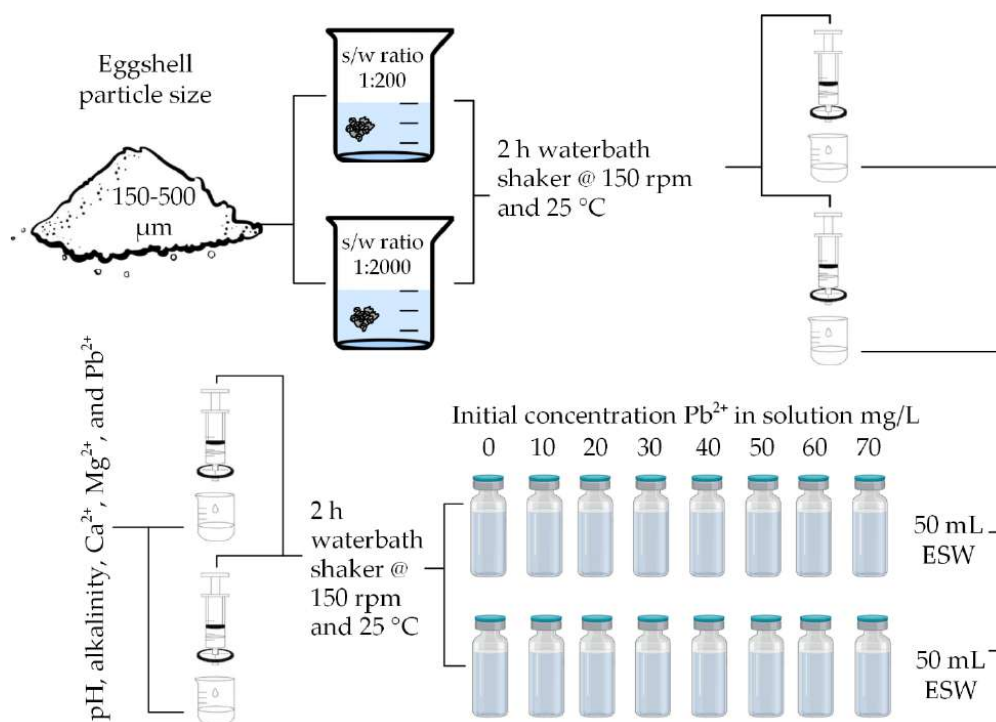 Eggshell
particle size
150-500
μm
s/w ratio
1:200
s/w ratio
1:2000
2 h waterbath
shaker @ 150 rpm
and 25 °C
pH, alkalinity, Ca²⁺, Mg²⁺, and Pb²⁺
2 h
waterbath
shaker @
150 rpm
and 25 °C
Initial concentration Pb²⁺ in solution mg/L
0 10 20 30 40 50 60 70
50 mL
ESW
50 mL
ESW